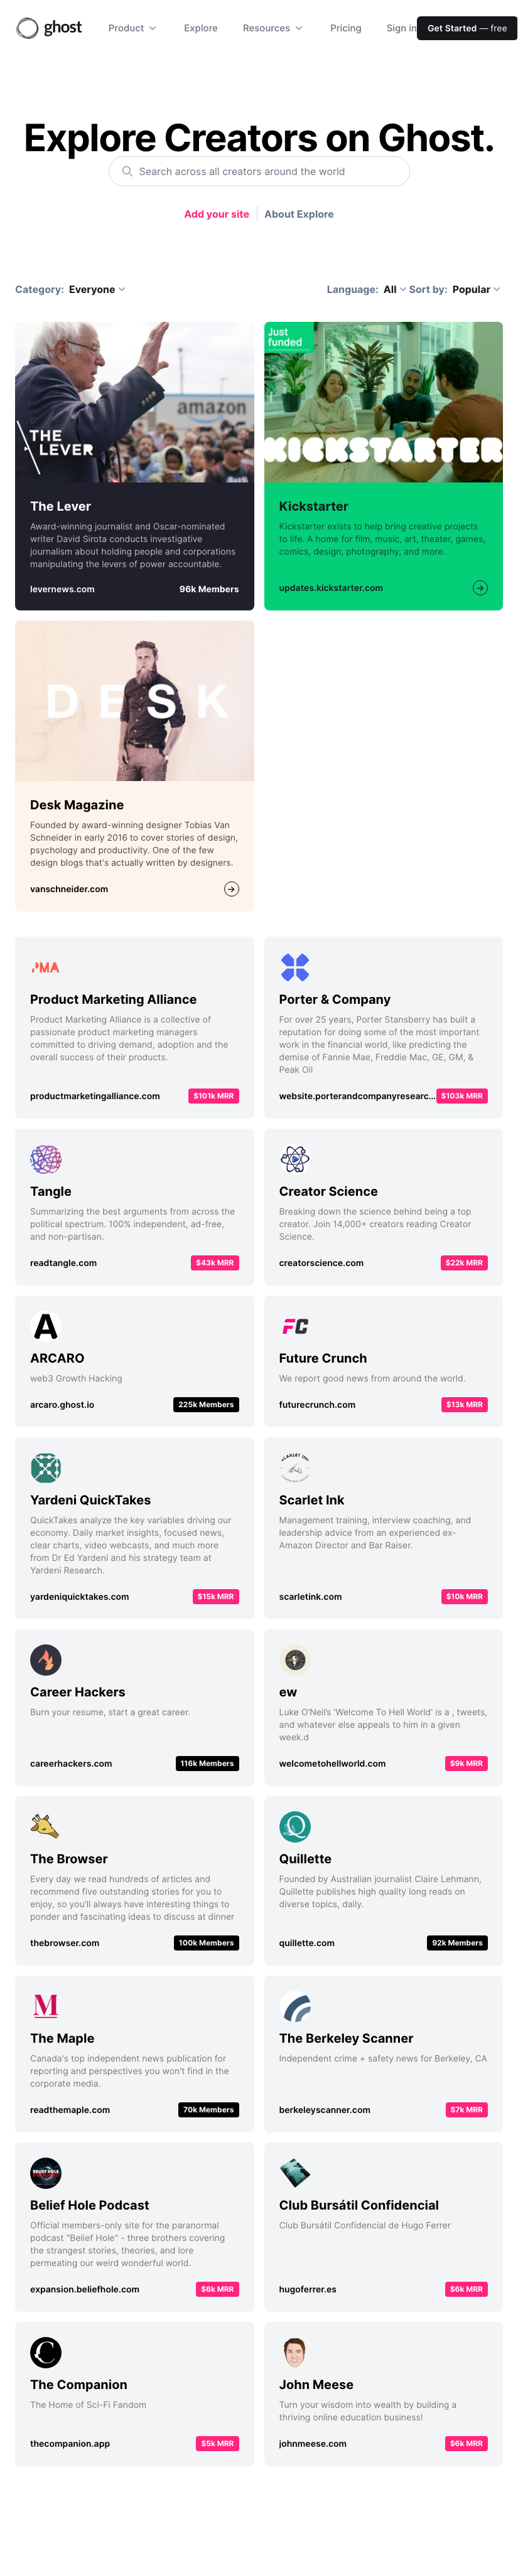 ghost
Product
Explore
Resources
Pricing
Sign in
Get Started — free
Explore Creators on Ghost.
Search across all creators around the world
Add your site
About Explore
Category: Everyone
Language: All
Sort by: Popular
amazon
THE
LEVER
The Lever
Award-winning journalist and Oscar-nominated
writer David Sirota conducts investigative
journalism about holding people and corporations
manipulating the levers of power accountable.
levernews.com
96k Members
Just
funded
KICKSTARTER
Kickstarter
Kickstarter exists to help bring creative projects
to life. A home for film, music, art, theater, games,
comics, design, photography, and more.
updates.kickstarter.com
DESK
Desk Magazine
Founded by award-winning designer Tobias Van
Schneider in early 2016 to cover stories of design,
psychology and productivity. One of the few
design blogs that's actually written by designers.
vanschneider.com
PMA
Product Marketing Alliance
Product Marketing Alliance is a collective of
passionate product marketing managers
committed to driving demand, adoption and the
overall success of their products.
productmarketingalliance.com
$101k MRR
Porter & Company
For over 25 years, Porter Stansberry has built a
reputation for doing some of the most important
work in the financial world, like predicting the
demise of Fannie Mae, Freddie Mac, GE, GM, &
Peak Oil
website.porterandcompanyresearc...
$103k MRR
Tangle
Summarizing the best arguments from across the
political spectrum. 100% independent, ad-free,
and non-partisan.
readtangle.com
$43k MRR
Creator Science
Breaking down the science behind being a top
creator. Join 14,000+ creators reading Creator
Science.
creatorscience.com
$22k MRR
A
ARCARO
web3 Growth Hacking
arcaro.ghost.io
225k Members
FC
Future Crunch
We report good news from around the world.
futurecrunch.com
$13k MRR
Yardeni QuickTakes
QuickTakes analyze the key variables driving our
economy. Daily market insights, focused news,
clear charts, video webcasts, and much more
from Dr Ed Yardeni and his strategy team at
Yardeni Research.
yardeniquicktakes.com
$15k MRR
SCARLET INK
Scarlet Ink
Management training, interview coaching, and
leadership advice from an experienced ex-
Amazon Director and Bar Raiser.
scarletink.com
$10k MRR
Career Hackers
Burn your resume, start a great career.
careerhackers.com
116k Members
ew
Luke O'Neil's 'Welcome To Hell World' is a , tweets,
and whatever else appeals to him in a given
week.d
welcometohellworld.com
$9k MRR
The Browser
Every day we read hundreds of articles and
recommend five outstanding stories for you to
enjoy, so you'll always have interesting things to
ponder and fascinating ideas to discuss at dinner
thebrowser.com
100k Members
Q
Quillette
Founded by Australian journalist Claire Lehmann,
Quillette publishes high quality long reads on
diverse topics, daily.
quillette.com
92k Members
M
The Maple
Canada's top independent news publication for
reporting and perspectives you won't find in the
corporate media.
readthemaple.com
70k Members
The Berkeley Scanner
Independent crime + safety news for Berkeley, CA
berkeleyscanner.com
$7k MRR
BELIEF HOLE
Belief Hole Podcast
Official members-only site for the paranormal
podcast "Belief Hole" - three brothers covering
the strangest stories, theories, and lore
permeating our weird wonderful world.
expansion.beliefhole.com
$6k MRR
Club Bursátil Confidencial
Club Bursátil Confidencial de Hugo Ferrer
hugoferrer.es
$6k MRR
C
The Companion
The Home of Sci-Fi Fandom
thecompanion.app
$5k MRR
John Meese
Turn your wisdom into wealth by building a
thriving online education business!
johnmeese.com
$6k MRR